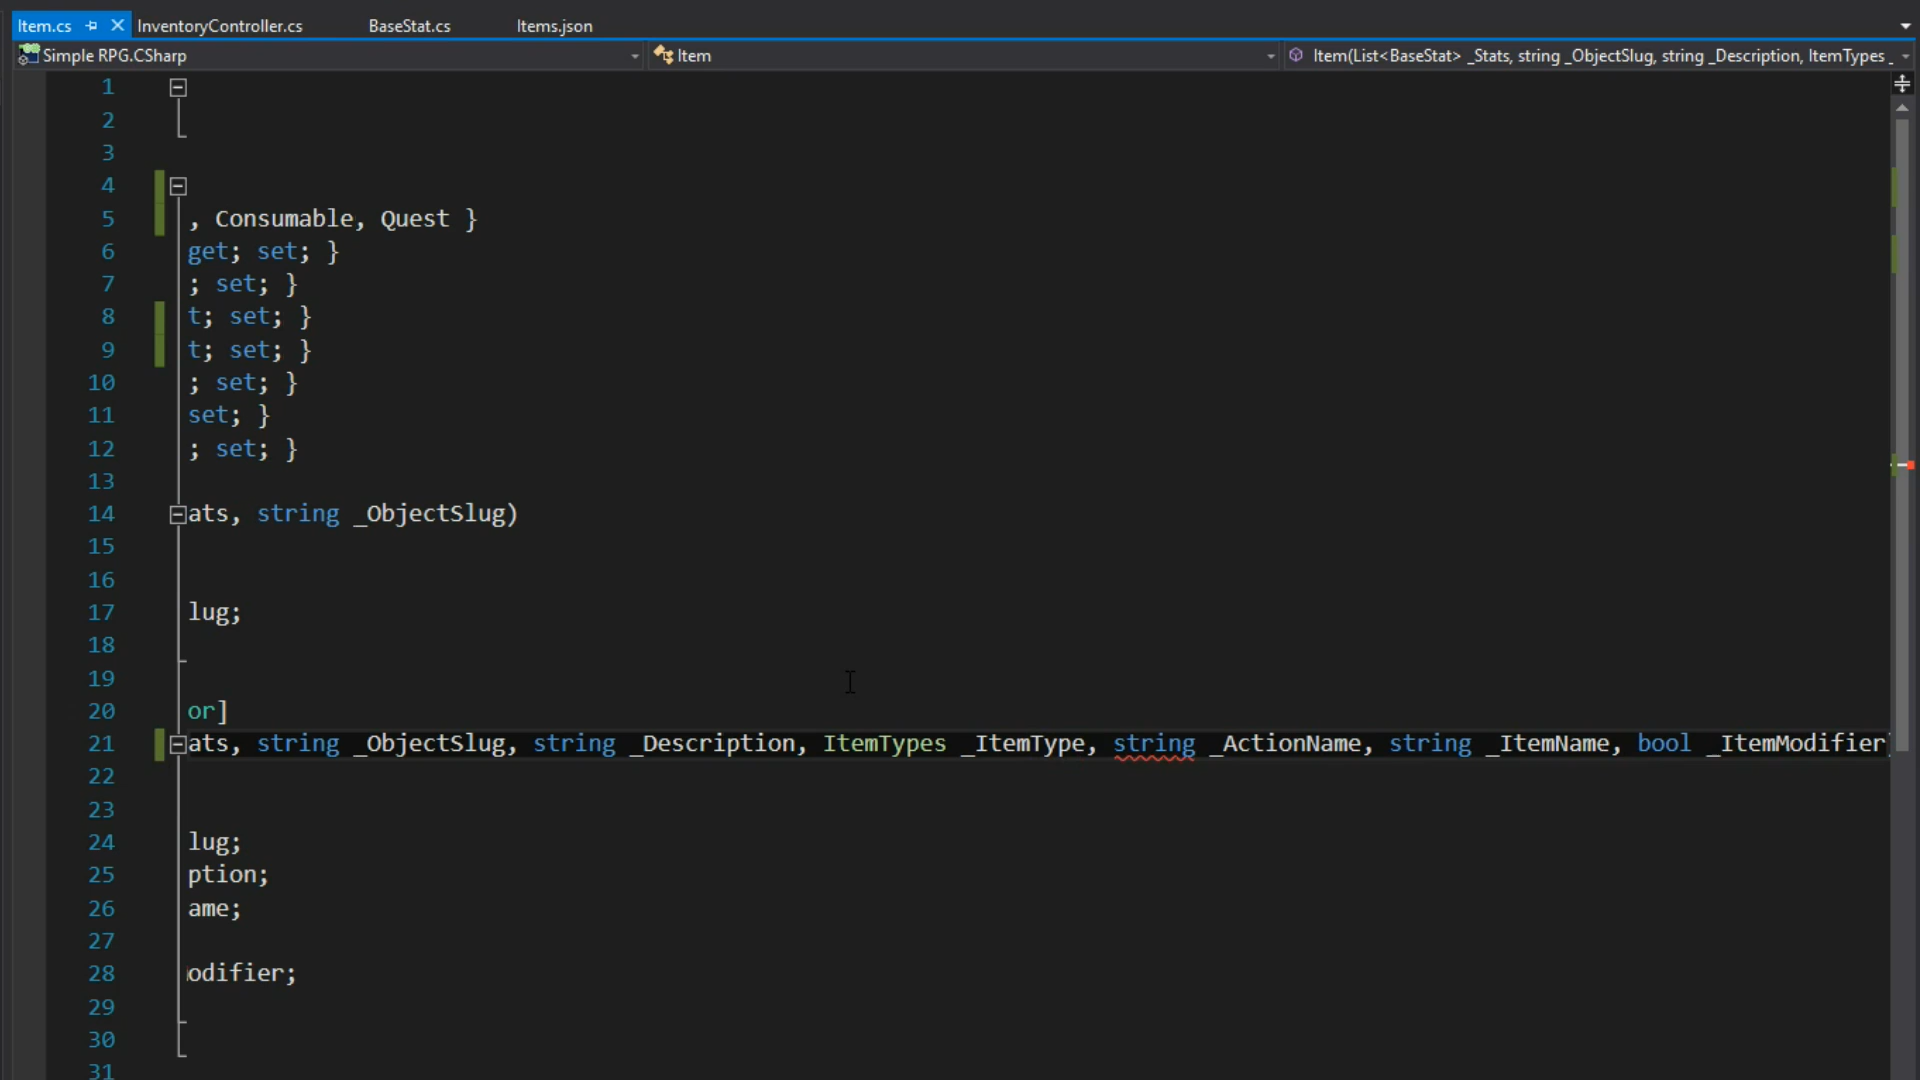 Item.cs InventoryController.cs BaseStat.cs Items.json
Simple RPG.CSharp Item Item(List<BaseStat> _Stats, string _ObjectSlug, string _Description, ItemTypes _
1
2
3
4
5 , Consumable, Quest }
6 get; set; }
7 ; set; }
8 t; set; }
9 t; set; }
10 ; set; }
11 set; }
12 ; set; }
13
14 ats, string _ObjectSlug)
15
16
17 lug;
18
19
20 or]
21 ats, string _ObjectSlug, string _Description, ItemTypes _ItemType, string _ActionName, string _ItemName, bool _ItemModifier
22
23
24 lug;
25 ption;
26 ame;
27
28 odifier;
29
30
31